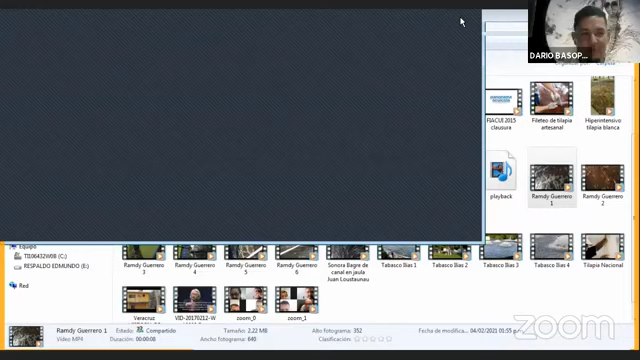 DARIO BASOP...
FIACUI 2015
clausura
Fileteo de tilapia
artesanal
Hiperintensivo
tilapia blanca
playback
Ramdy Guerrero
1
Ramdy Guerrero
2
Equipo
TI106432W08 (C:)
RESPALDO EDMUNDO (E:)
Red
Ramdy Guerrero
3
Ramdy Guerrero
4
Ramdy Guerrero
5
Ramdy Guerrero
6
Sonora Bagre de
canal en jaula
Juan Loustaunau
Tabasco Bias 1
Tabasco Bias 2
Tabasco Bias 3
Tabasco Bias 4
Tilapia Nacional
Veracruz
VID-20170212-W
zoom_0
zoom_1
Ramdy Guerrero 1
Video MP4
Estado:
Compartido
Duración: 00:00:08
Tamaño: 2.22 MB
Ancho fotograma: 640
Alto fotograma: 352
Clasificación:
Fecha de modifica... 04/02/2021 01:55 p...
zoom